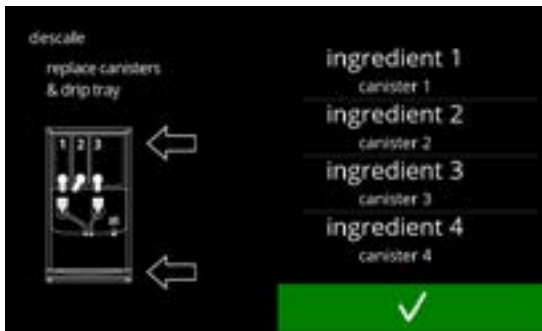 descale
replace canisters
& drip tray
1 2 3
ingredient 1
canister 1
ingredient 2
canister 2
ingredient 3
canister 3
ingredient 4
canister 4